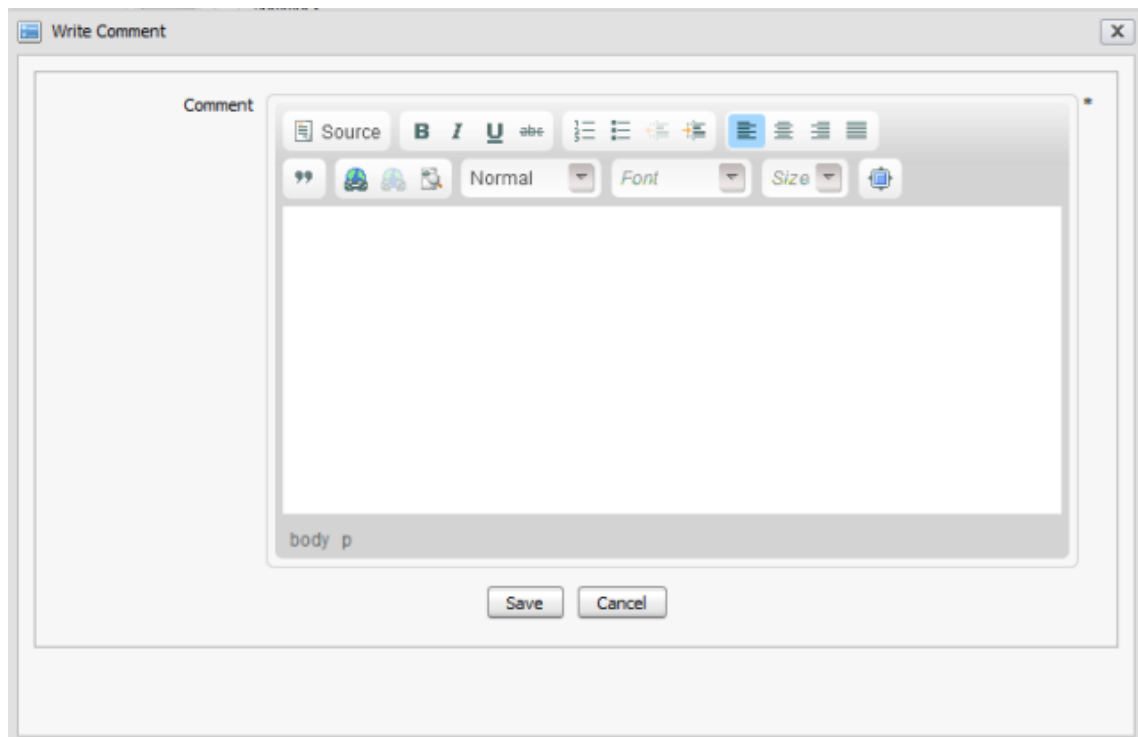 Write Comment
Comment
*
Source B I U abc
Normal Font Size
body p
Save Cancel